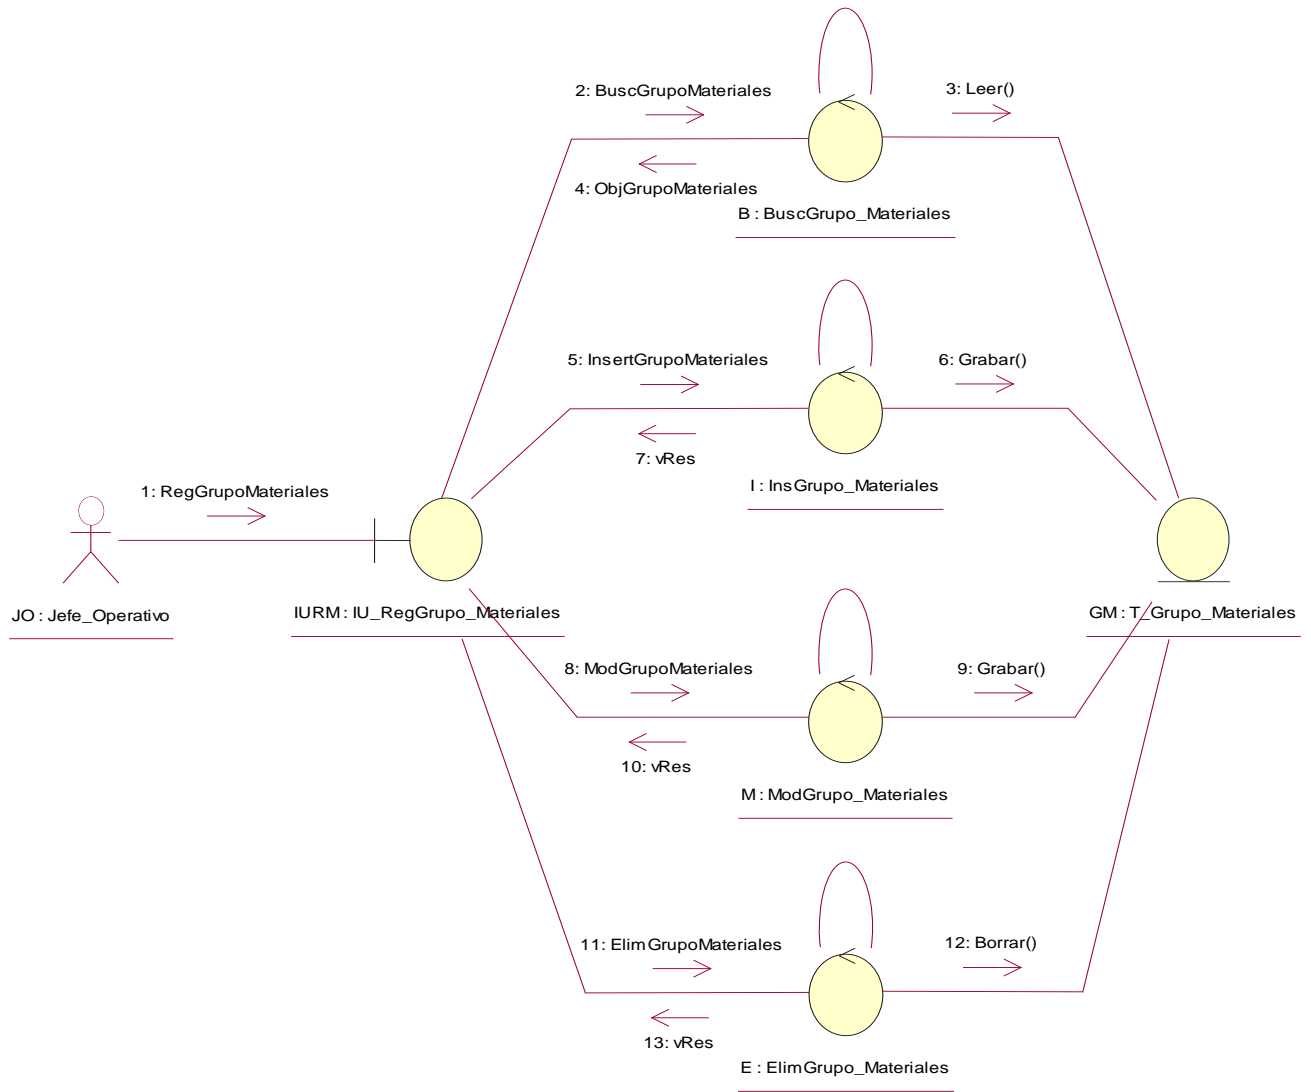 2: BuscGrupoMateriales
3: Leer()
4: ObjGrupoMateriales
B : BuscGrupo_Materiales
5: InsertGrupoMateriales
6: Grabar()
7: vRes
I : InsGrupo_Materiales
1: RegGrupoMateriales
JO : Jefe_Operativo
IURM : IU_RegGrupo_Materiales
GM : T_Grupo_Materiales
8: ModGrupoMateriales
9: Grabar()
10: vRes
M : ModGrupo_Materiales
11: ElimGrupoMateriales
12: Borrar()
13: vRes
E : ElimGrupo_Materiales